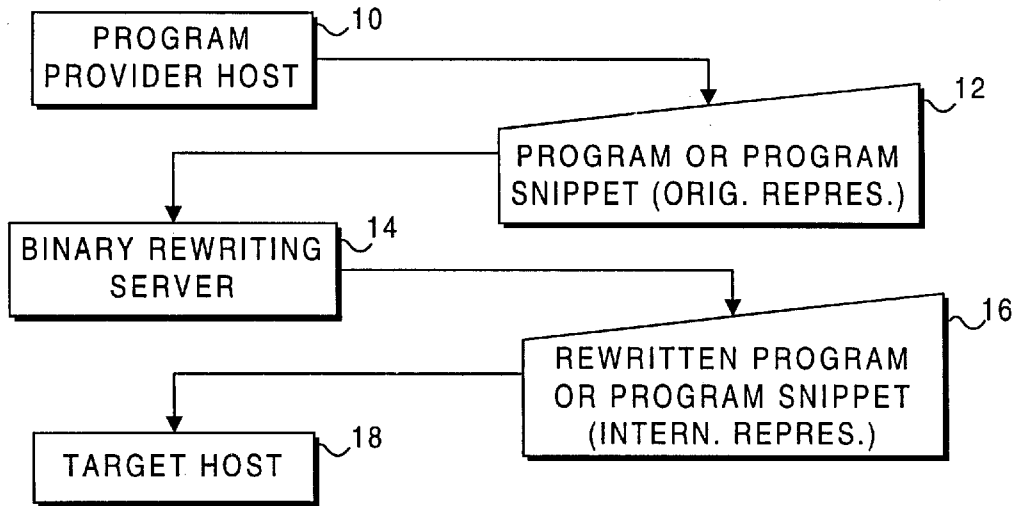 10
PROGRAM
PROVIDER HOST
12
PROGRAM OR PROGRAM
SNIPPET (ORIG. REPRES.)
14
BINARY REWRITING
SERVER
16
REWRITTEN PROGRAM
OR PROGRAM SNIPPET
(INTERN. REPRES.)
18
TARGET HOST